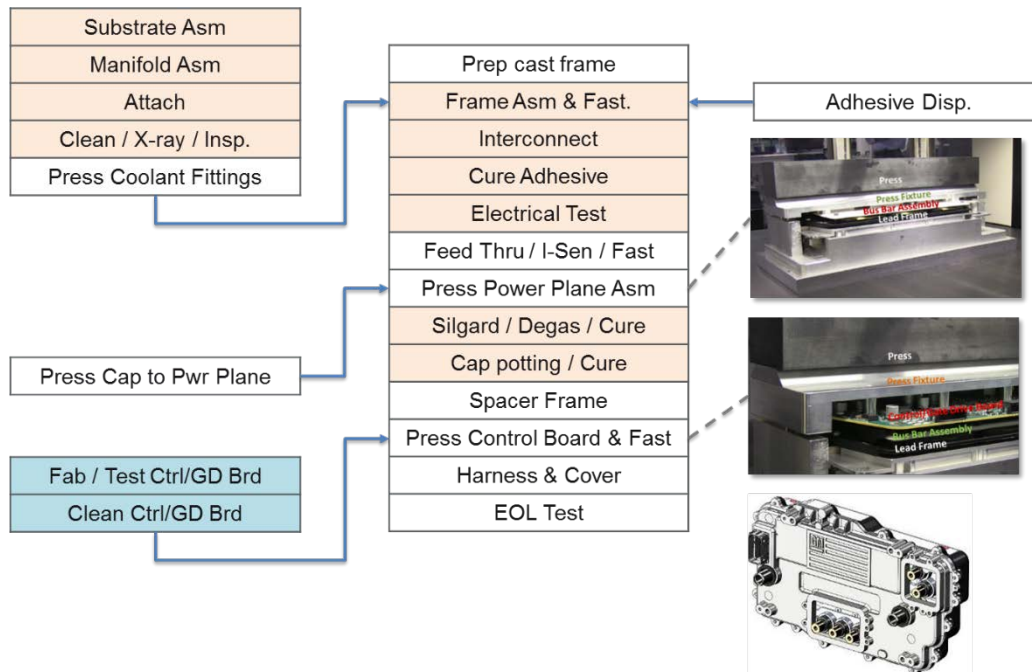 Substrate Asm
Manifold Asm
Attach
Clean / X-ray / Insp.
Press Coolant Fittings
Press Cap to Pwr Plane
Fab / Test Ctrl/GD Brd
Clean Ctrl/GD Brd
Prep cast frame
Frame Asm & Fast.
Interconnect
Cure Adhesive
Electrical Test
Feed Thru / I-Sen / Fast
Press Power Plane Asm
Silgard / Degas / Cure
Cap potting / Cure
Spacer Frame
Press Control Board & Fast
Harness & Cover
EOL Test
Adhesive Disp.
Press
Press Fixture
Bus Bar Assembly
Lead Frame
Press
Press Fixture
Control/Gate Drive Board
Bus Bar Assembly
Lead Frame